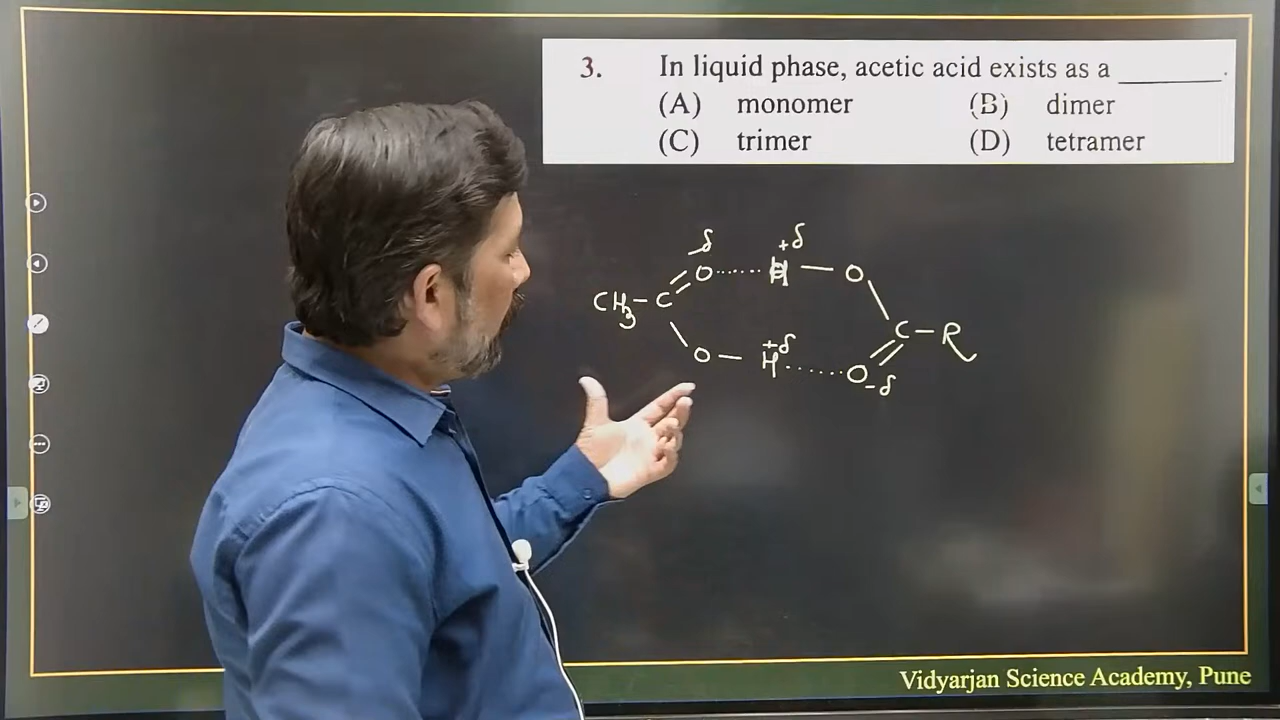 3. In liquid phase, acetic acid exists as a ________.
(A) monomer (B) dimer
(C) trimer (D) tetramer
δ +δ
O······H — O
CH3 – C C – R
O – H······O
+δ -δ
Vidyarjan Science Academy, Pune